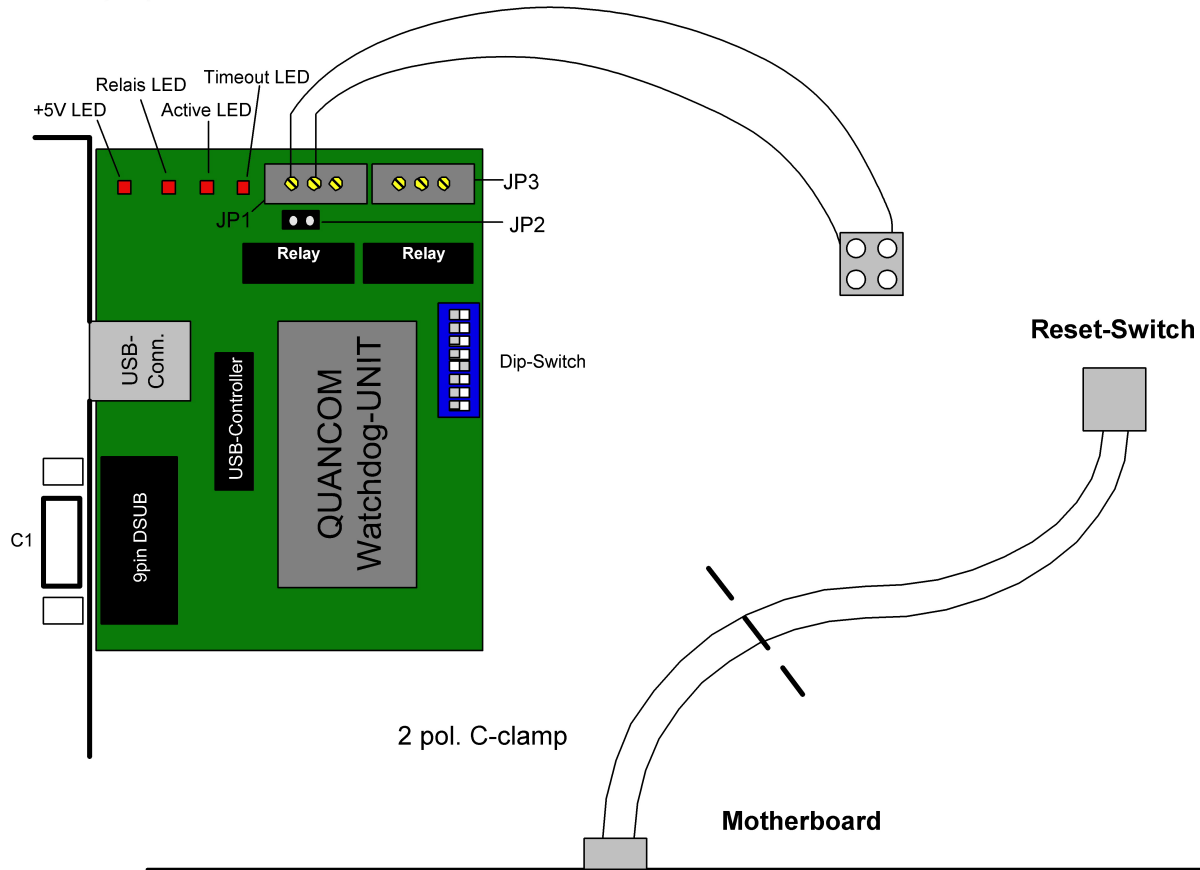 Timeout LED
Relais LED
+5V LED
Active LED
JP1
JP3
JP2
Relay
Relay
USB-
Conn.
USB-Controller
QUANCOM
Watchdog-UNIT
Dip-Switch
Reset-Switch
9pin DSUB
C1
2 pol. C-clamp
Motherboard